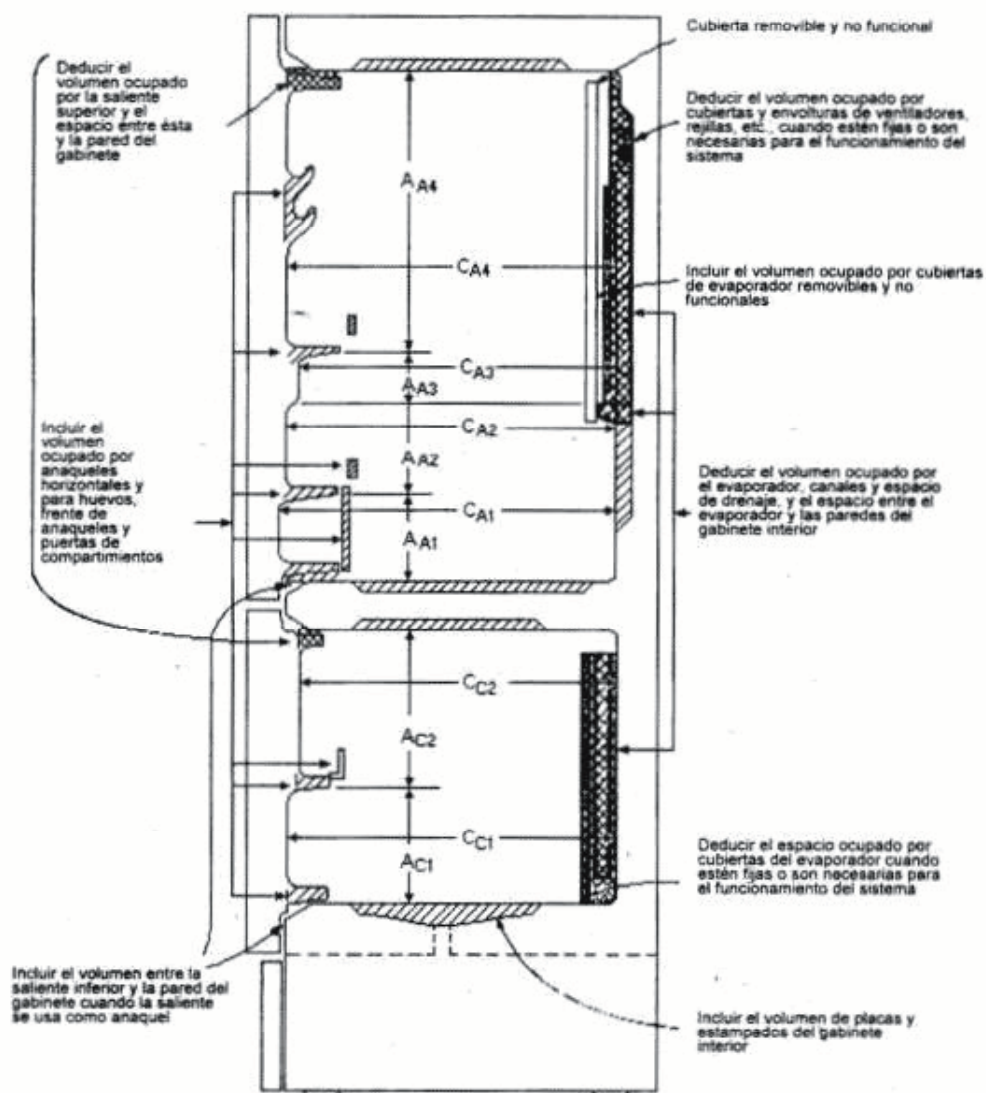 Cubierta removible y no funcional
Deducir el
volumen ocupado
por la saliente
superior y el
espacio entre ésta
y la pared del
gabinete
Deducir el volumen ocupado por
cubiertas y envolturas de ventiladores,
rejillas, etc., cuando estén fijas o son
necesarias para el funcionamiento del
sistema
AA4
CA4
Incluir el volumen ocupado por cubiertas
de evaporador removibles y no
funcionales
CA3
AA3
CA2
AA2
Incluir el
volumen
ocupado por
anaqueles
horizontales y
para huevos,
frente de
anaqueles y
puertas de
compartimientos
Deducir el volumen ocupado por
el evaporador, canales y espacio
de drenaje, y el espacio entre el
evaporador y las paredes del
gabinete interior
CA1
AA1
CC2
AC2
CC1
AC1
Deducir el espacio ocupado por
cubiertas del evaporador cuando
estén fijas o son necesarias para
el funcionamiento del sistema
Incluir el volumen entre la
saliente inferior y la pared del
gabinete cuando la saliente
se usa como anaquel
Incluir el volumen de placas y
estampados del gabinete
interior